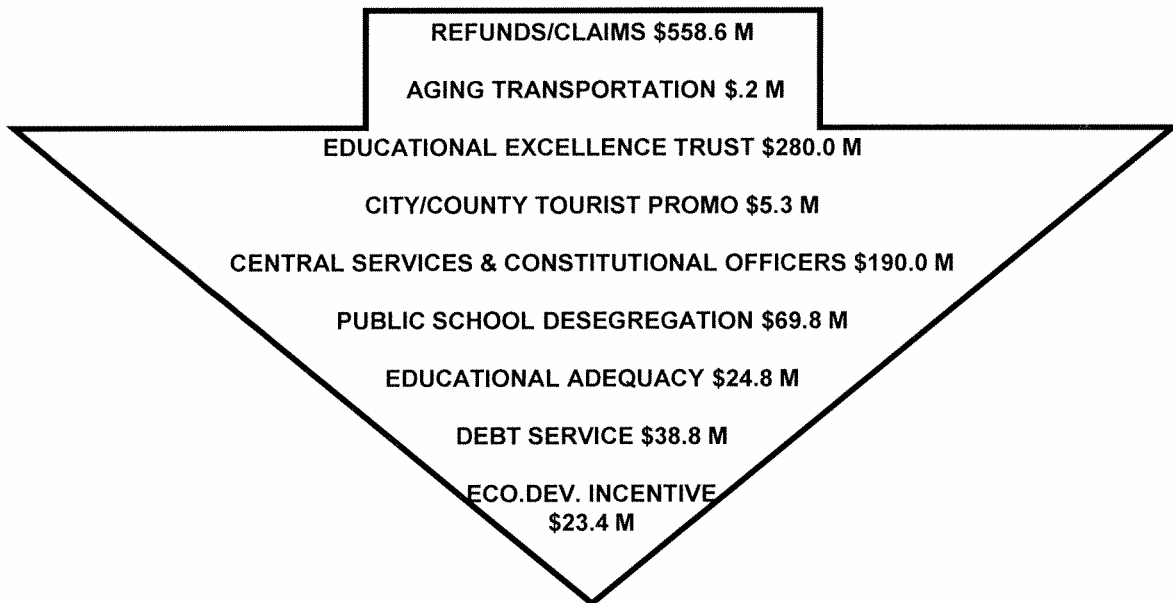 REFUNDS/CLAIMS $558.6 M
AGING TRANSPORTATION $.2 M
EDUCATIONAL EXCELLENCE TRUST $280.0 M
CITY/COUNTY TOURIST PROMO $5.3 M
CENTRAL SERVICES & CONSTITUTIONAL OFFICERS $190.0 M
PUBLIC SCHOOL DESEGREGATION $69.8 M
EDUCATIONAL ADEQUACY $24.8 M
DEBT SERVICE $38.8 M
ECO.DEV. INCENTIVE
$23.4 M